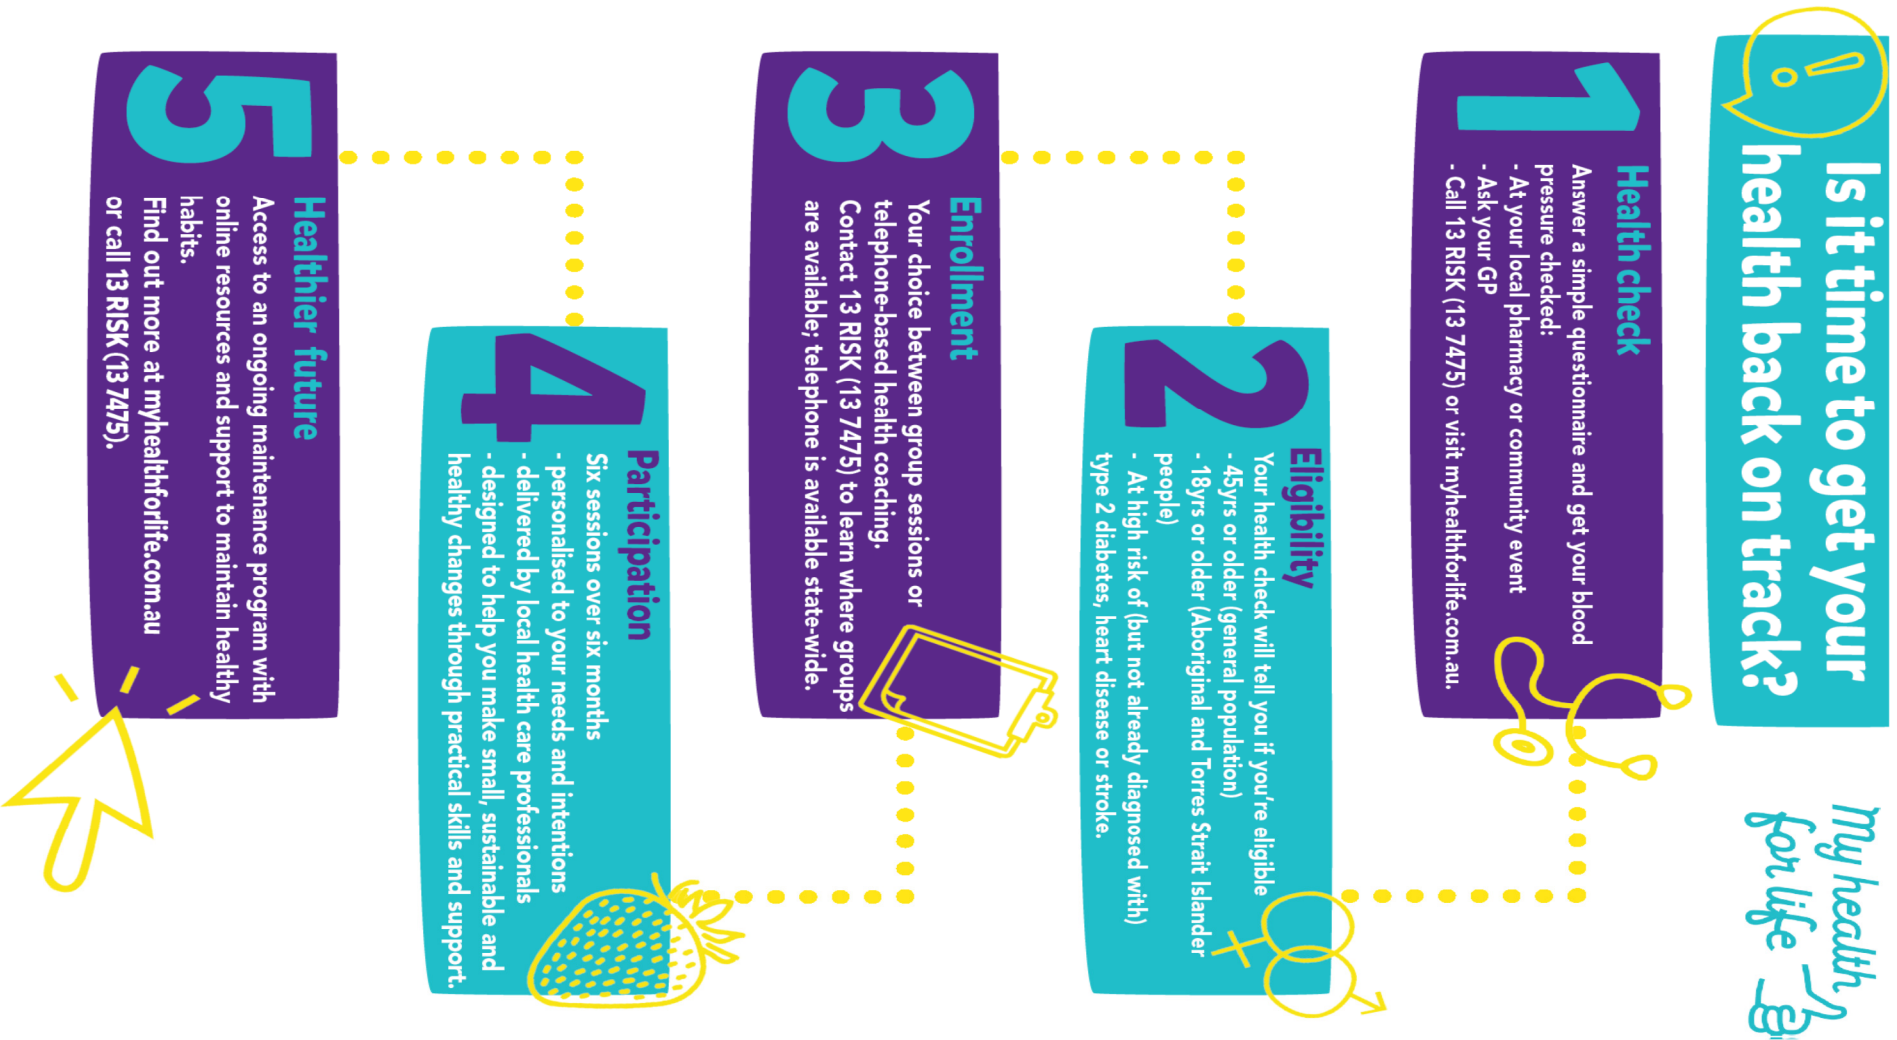 Is it time to get your
health back on track?
My health
for life
1
Health check
Answer a simple questionnaire and get your blood
pressure checked:
- At your local pharmacy or community event
- Ask your GP
- Call 13 RISK (13 7475) or visit myhealthforlife.com.au.
2
Eligibility
Your health check will tell you if you're eligible
- 45yrs or older (general population)
- 18yrs or older (Aboriginal and Torres Strait Islander
people)
- At high risk of (but not already diagnosed with)
type 2 diabetes, heart disease or stroke.
3
Enrollment
Your choice between group sessions or
telephone-based health coaching.
Contact 13 RISK (13 7475) to learn where groups
are available; telephone is available state-wide.
4
Participation
Six sessions over six months
- personalised to your needs and intentions
- delivered by local health care professionals
- designed to help you make small, sustainable and
healthy changes through practical skills and support.
5
Healthier future
Access to an ongoing maintenance program with
online resources and support to maintain healthy
habits.
Find out more at myhealthforlife.com.au
or call 13 RISK (13 7475).